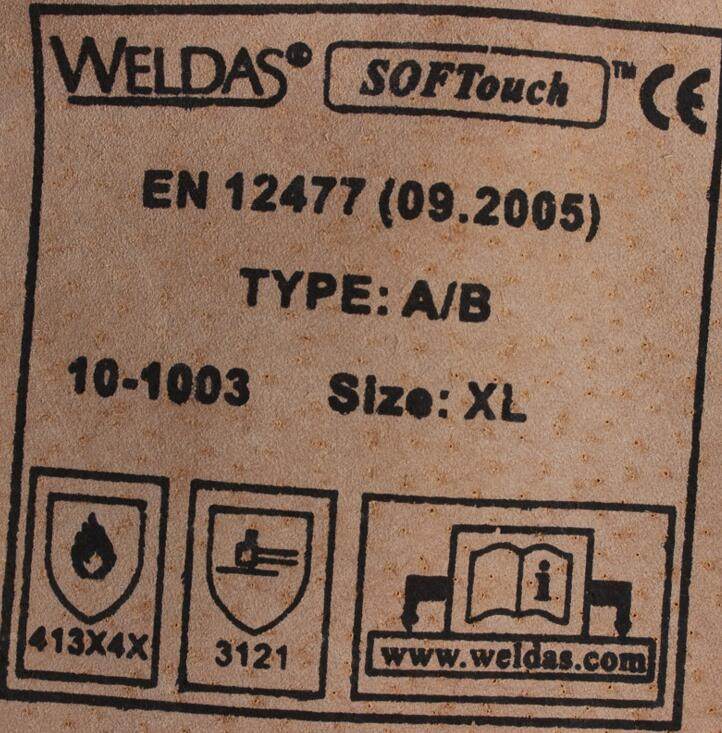 WELDAS® SOFTouch™ CE
EN 12477 (09.2005)
TYPE: A/B
10-1003 Size: XL
i
413X4X 3121 www.weldas.com